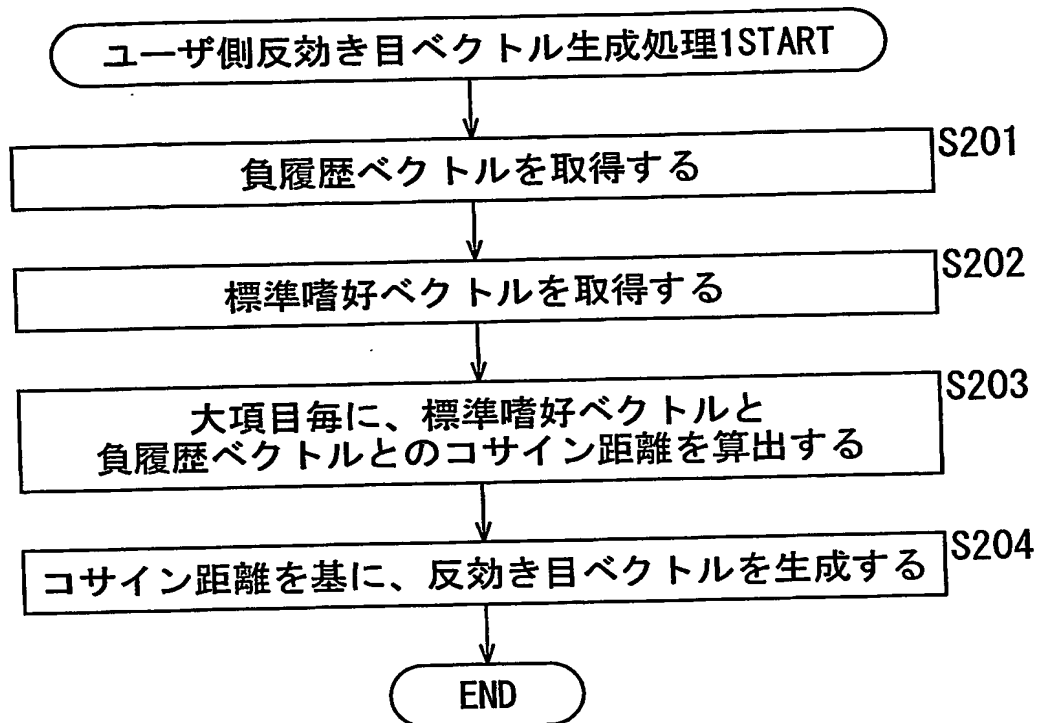 ユーザ側反効き目ベクトル生成処理1START
S201
負履歴ベクトルを取得する
S202
標準嗜好ベクトルを取得する
S203
大項目毎に、標準嗜好ベクトルと
負履歴ベクトルとのコサイン距離を算出する
S204
コサイン距離を基に、反効き目ベクトルを生成する
END